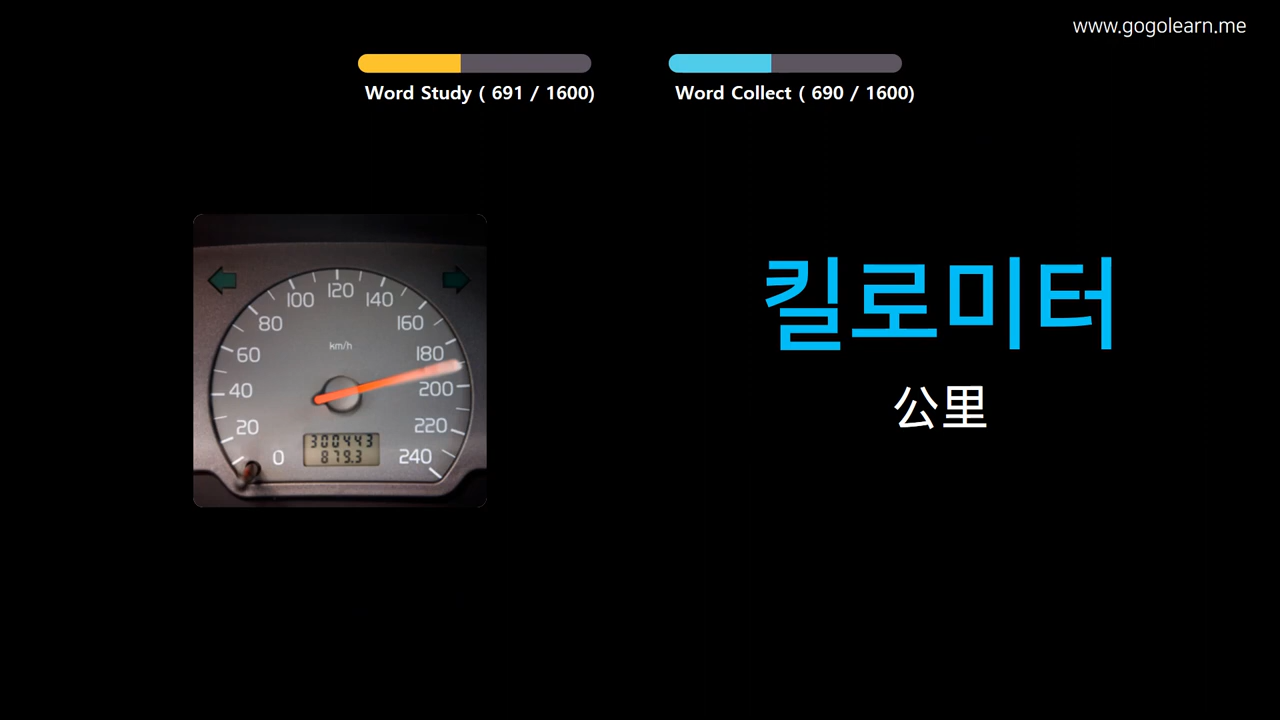 www.gogolearn.me
Word Study ( 691 / 1600)
Word Collect ( 690 / 1600)
킬로미터
公里
0
20
40
60
80
100
120
140
160
180
200
220
240
km/h
300443
879.3